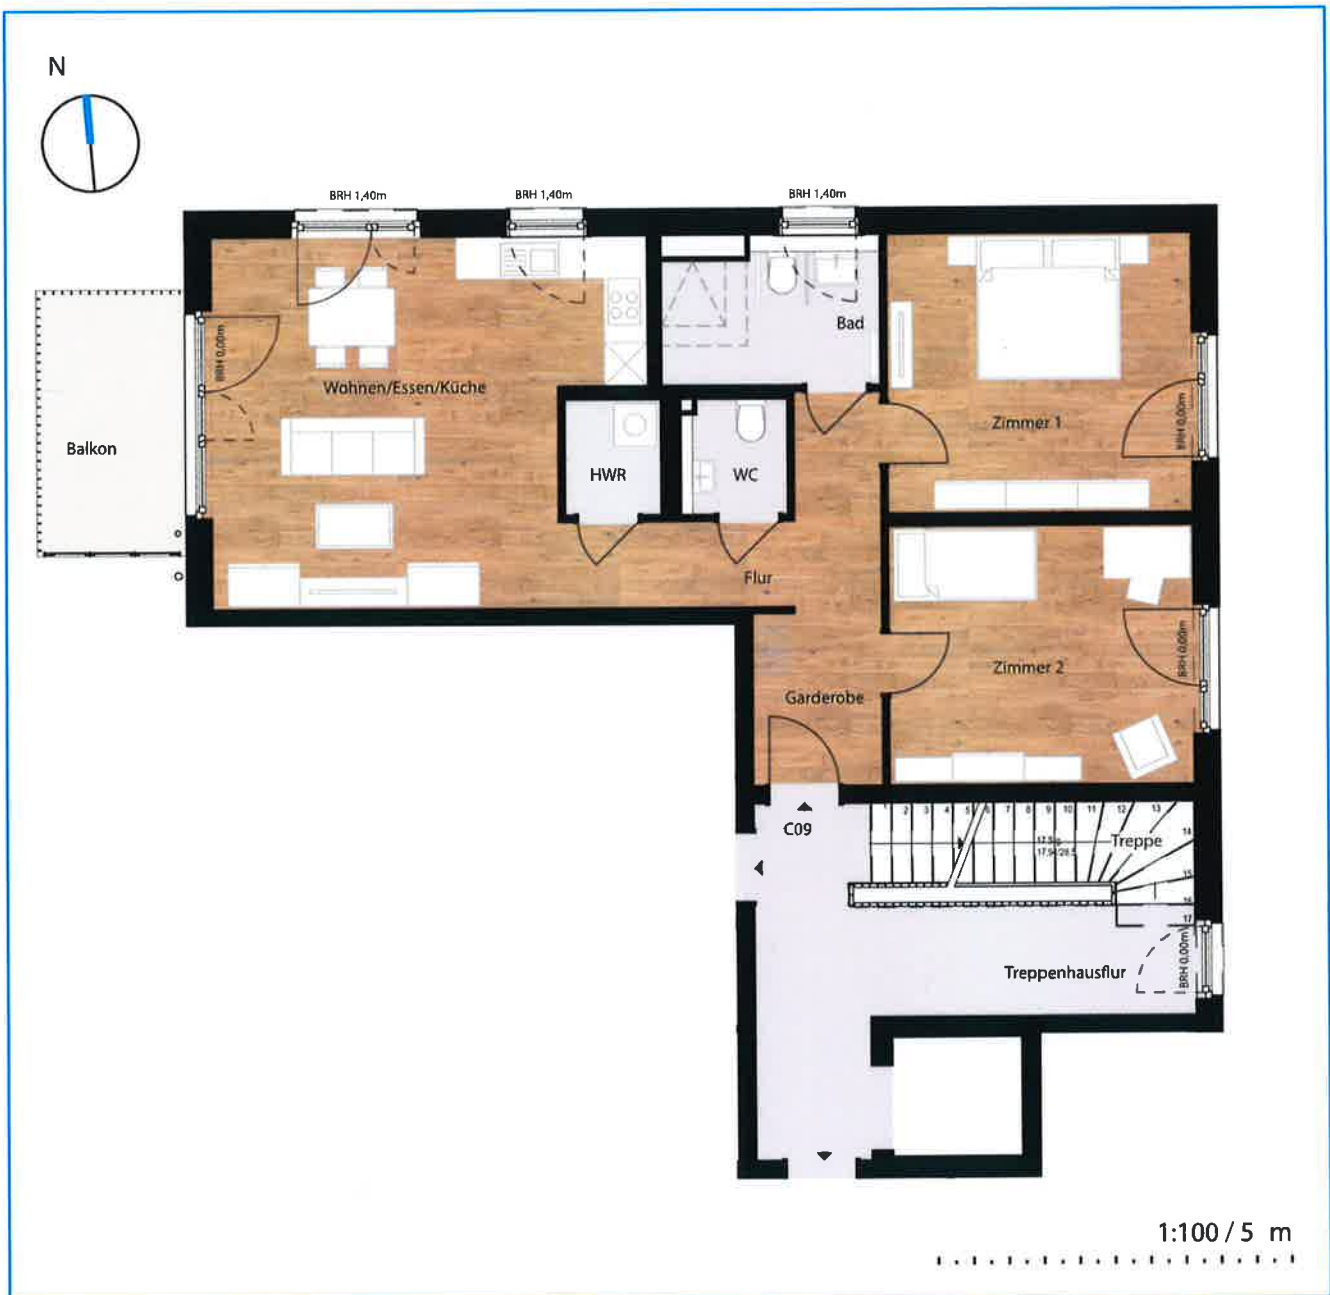 N
BRH 1,40m
BRH 1,40m
BRH 1,40m
BRH 0,00m
Bad
Wohnen/Essen/Küche
Zimmer 1
BRH 0,00m
Balkon
HWR
WC
Flur
BRH 0,00m
Zimmer 2
Garderobe
C09
1 2 3 4 5 6 7 8 9 10 11 12 13
14
Treppe
15
16
17
Treppenhausflur
BRH 0,00m
1:100 / 5 m